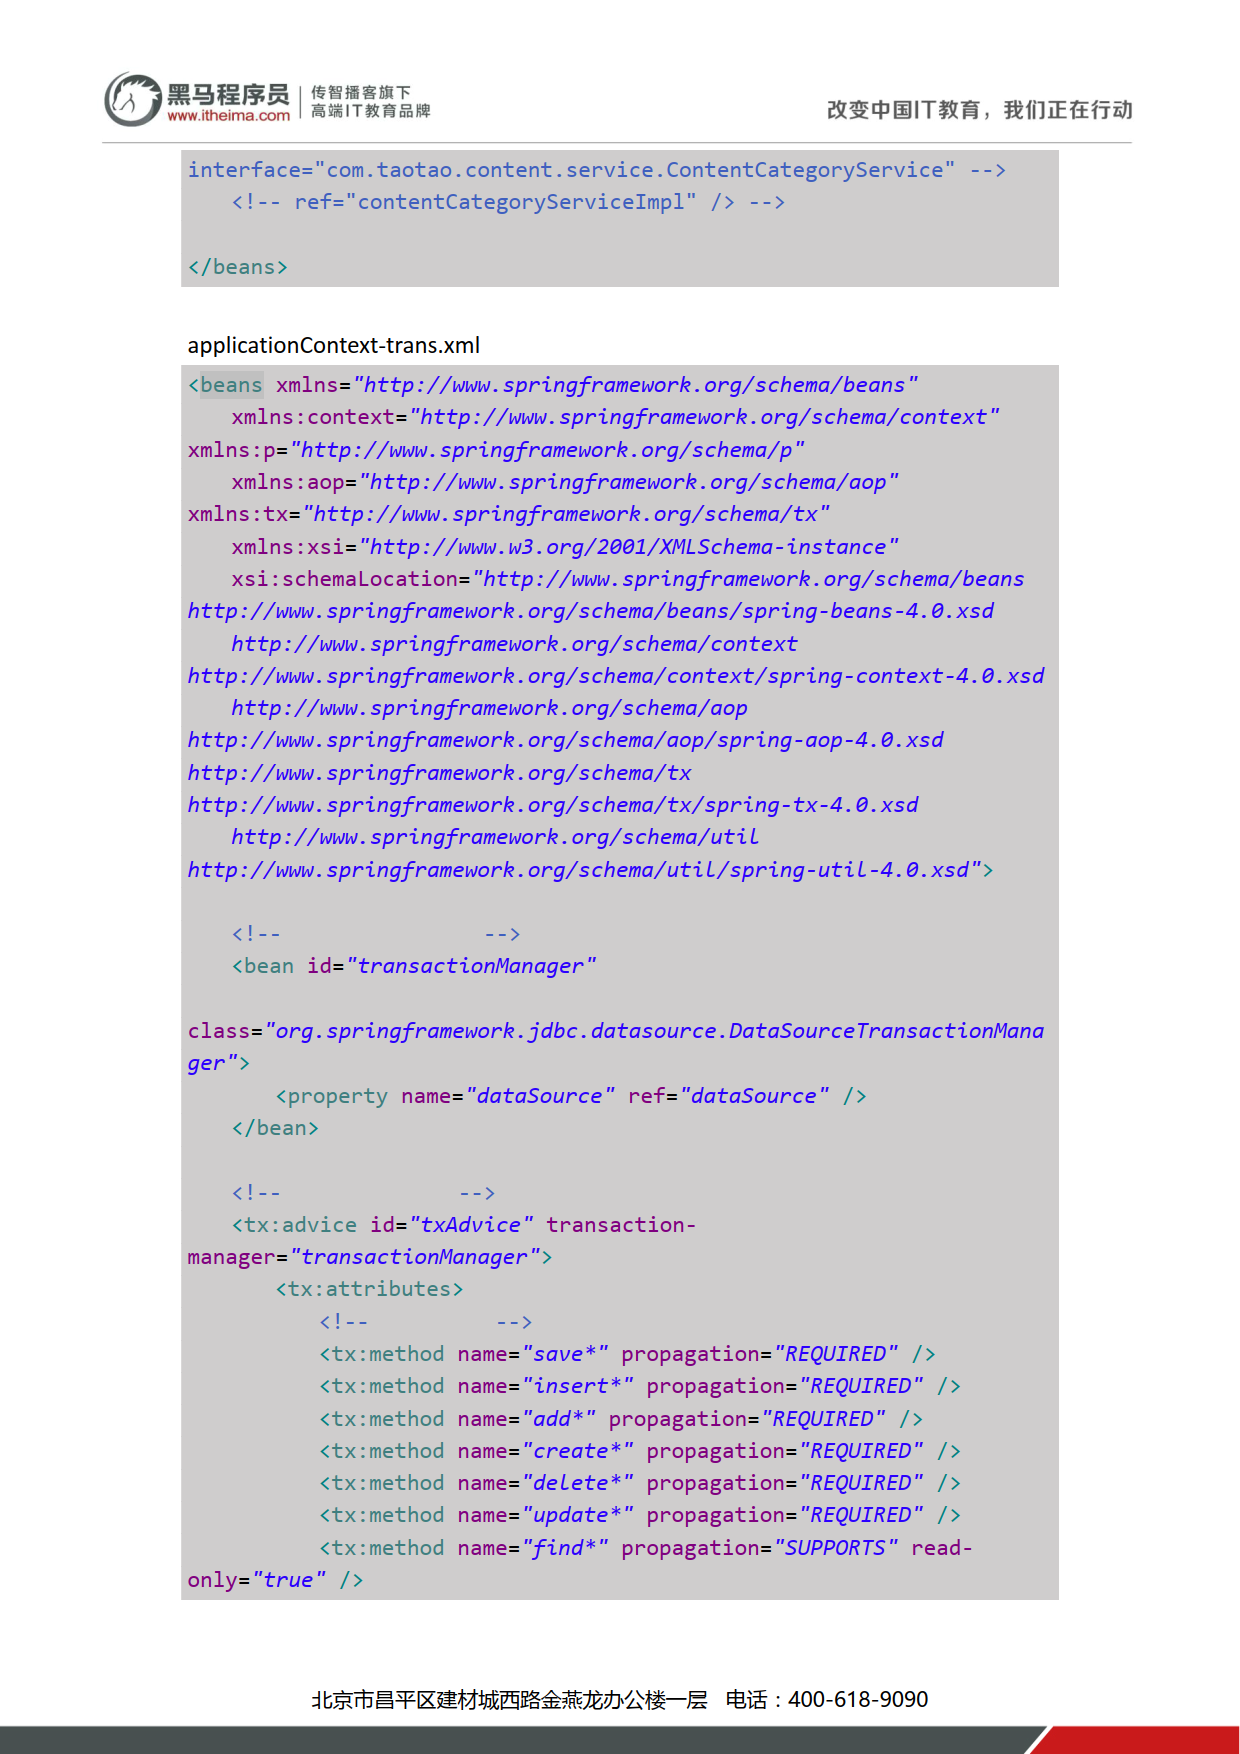 黑马程序员
www.itheima.com
传智播客旗下
高端IT教育品牌
改变中国IT教育，我们正在行动
interface="com.taotao.content.service.ContentCategoryService" -->
<!-- ref="contentCategoryServiceImpl" /> -->
</beans>
applicationContext-trans.xml
<beans xmlns="http://www.springframework.org/schema/beans"
xmlns:context="http://www.springframework.org/schema/context"
xmlns:p="http://www.springframework.org/schema/p"
xmlns:aop="http://www.springframework.org/schema/aop"
xmlns:tx="http://www.springframework.org/schema/tx"
xmlns:xsi="http://www.w3.org/2001/XMLSchema-instance"
xsi:schemaLocation="http://www.springframework.org/schema/beans
http://www.springframework.org/schema/beans/spring-beans-4.0.xsd
http://www.springframework.org/schema/context
http://www.springframework.org/schema/context/spring-context-4.0.xsd
http://www.springframework.org/schema/aop
http://www.springframework.org/schema/aop/spring-aop-4.0.xsd
http://www.springframework.org/schema/tx
http://www.springframework.org/schema/tx/spring-tx-4.0.xsd
http://www.springframework.org/schema/util
http://www.springframework.org/schema/util/spring-util-4.0.xsd">
<!-- -->
<bean id="transactionManager"
class="org.springframework.jdbc.datasource.DataSourceTransactionMana
ger">
<property name="dataSource" ref="dataSource" />
</bean>
<!-- -->
<tx:advice id="txAdvice" transaction-
manager="transactionManager">
<tx:attributes>
<!-- -->
<tx:method name="save*" propagation="REQUIRED" />
<tx:method name="insert*" propagation="REQUIRED" />
<tx:method name="add*" propagation="REQUIRED" />
<tx:method name="create*" propagation="REQUIRED" />
<tx:method name="delete*" propagation="REQUIRED" />
<tx:method name="update*" propagation="REQUIRED" />
<tx:method name="find*" propagation="SUPPORTS" read-
only="true" />
北京市昌平区建材城西路金燕龙办公楼一层 电话：400-618-9090